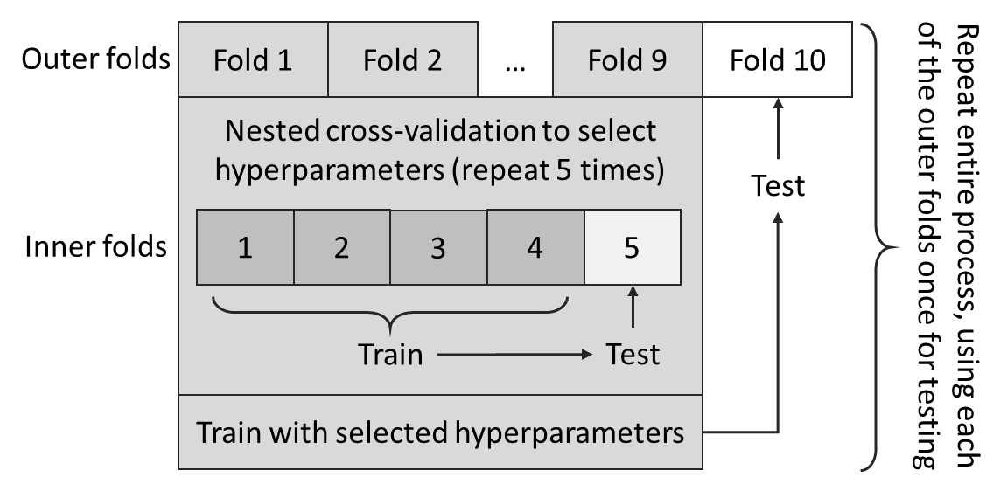 Outer folds
Fold 1
Fold 2
...
Fold 9
Fold 10
Nested cross-validation to select
hyperparameters (repeat 5 times)
Test
Inner folds
1
2
3
4
5
Train
Test
Train with selected hyperparameters
Repeat entire process, using each
of the outer folds once for testing